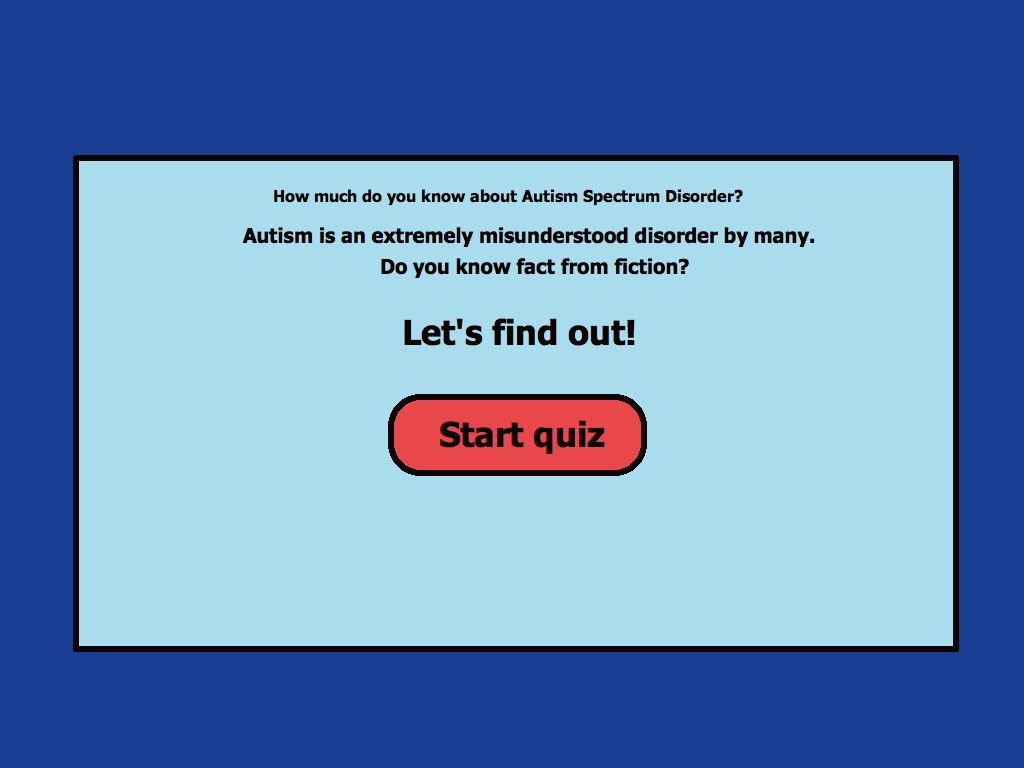 How much do you know about Autism Spectrum Disorder?
Autism is an extremely misunderstood disorder by many.
Do you know fact from fiction?
Let's find out!
Start quiz